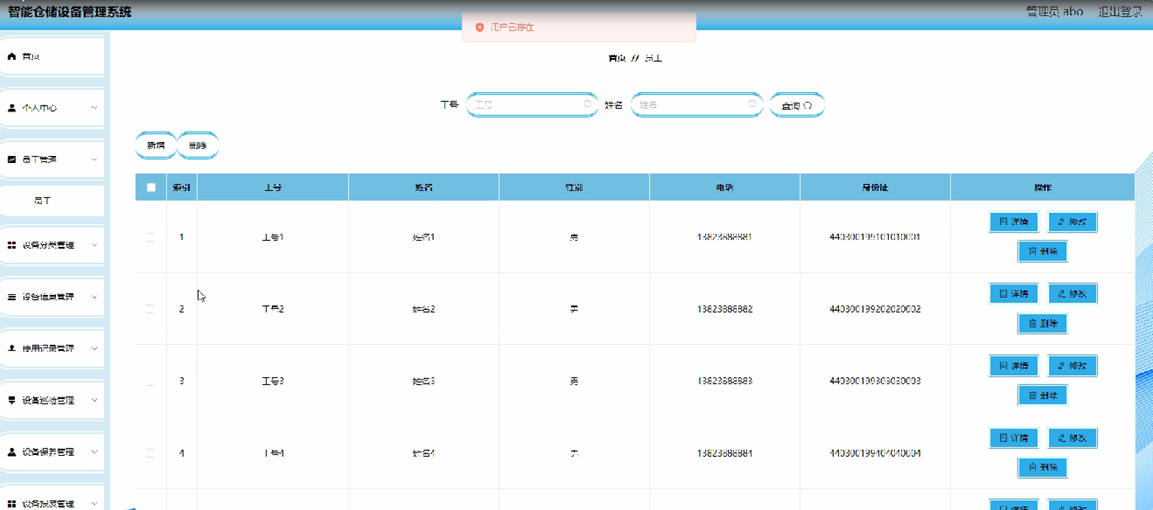 智能仓储设备管理系统
管理员 abo 退出登录
用户已存在
首页 // 员工
首页
个人中心
员工管理
员工
设备分类管理
设备信息管理
使用记录管理
设备巡检管理
设备保养管理
设备报废管理
工号 工号 姓名 姓名 查询
新增 删除
索引 工号 姓名 性别 电话 身份证 操作
1 工号1 姓名1 男 13823888881 440300199101010001 详情 修改 删除
2 工号2 姓名2 男 13823888882 440300199202020002 详情 修改 删除
3 工号3 姓名3 男 13823888883 440300199303030003 详情 修改 删除
4 工号4 姓名4 男 13823888884 440300199404040004 详情 修改 删除
详情 修改